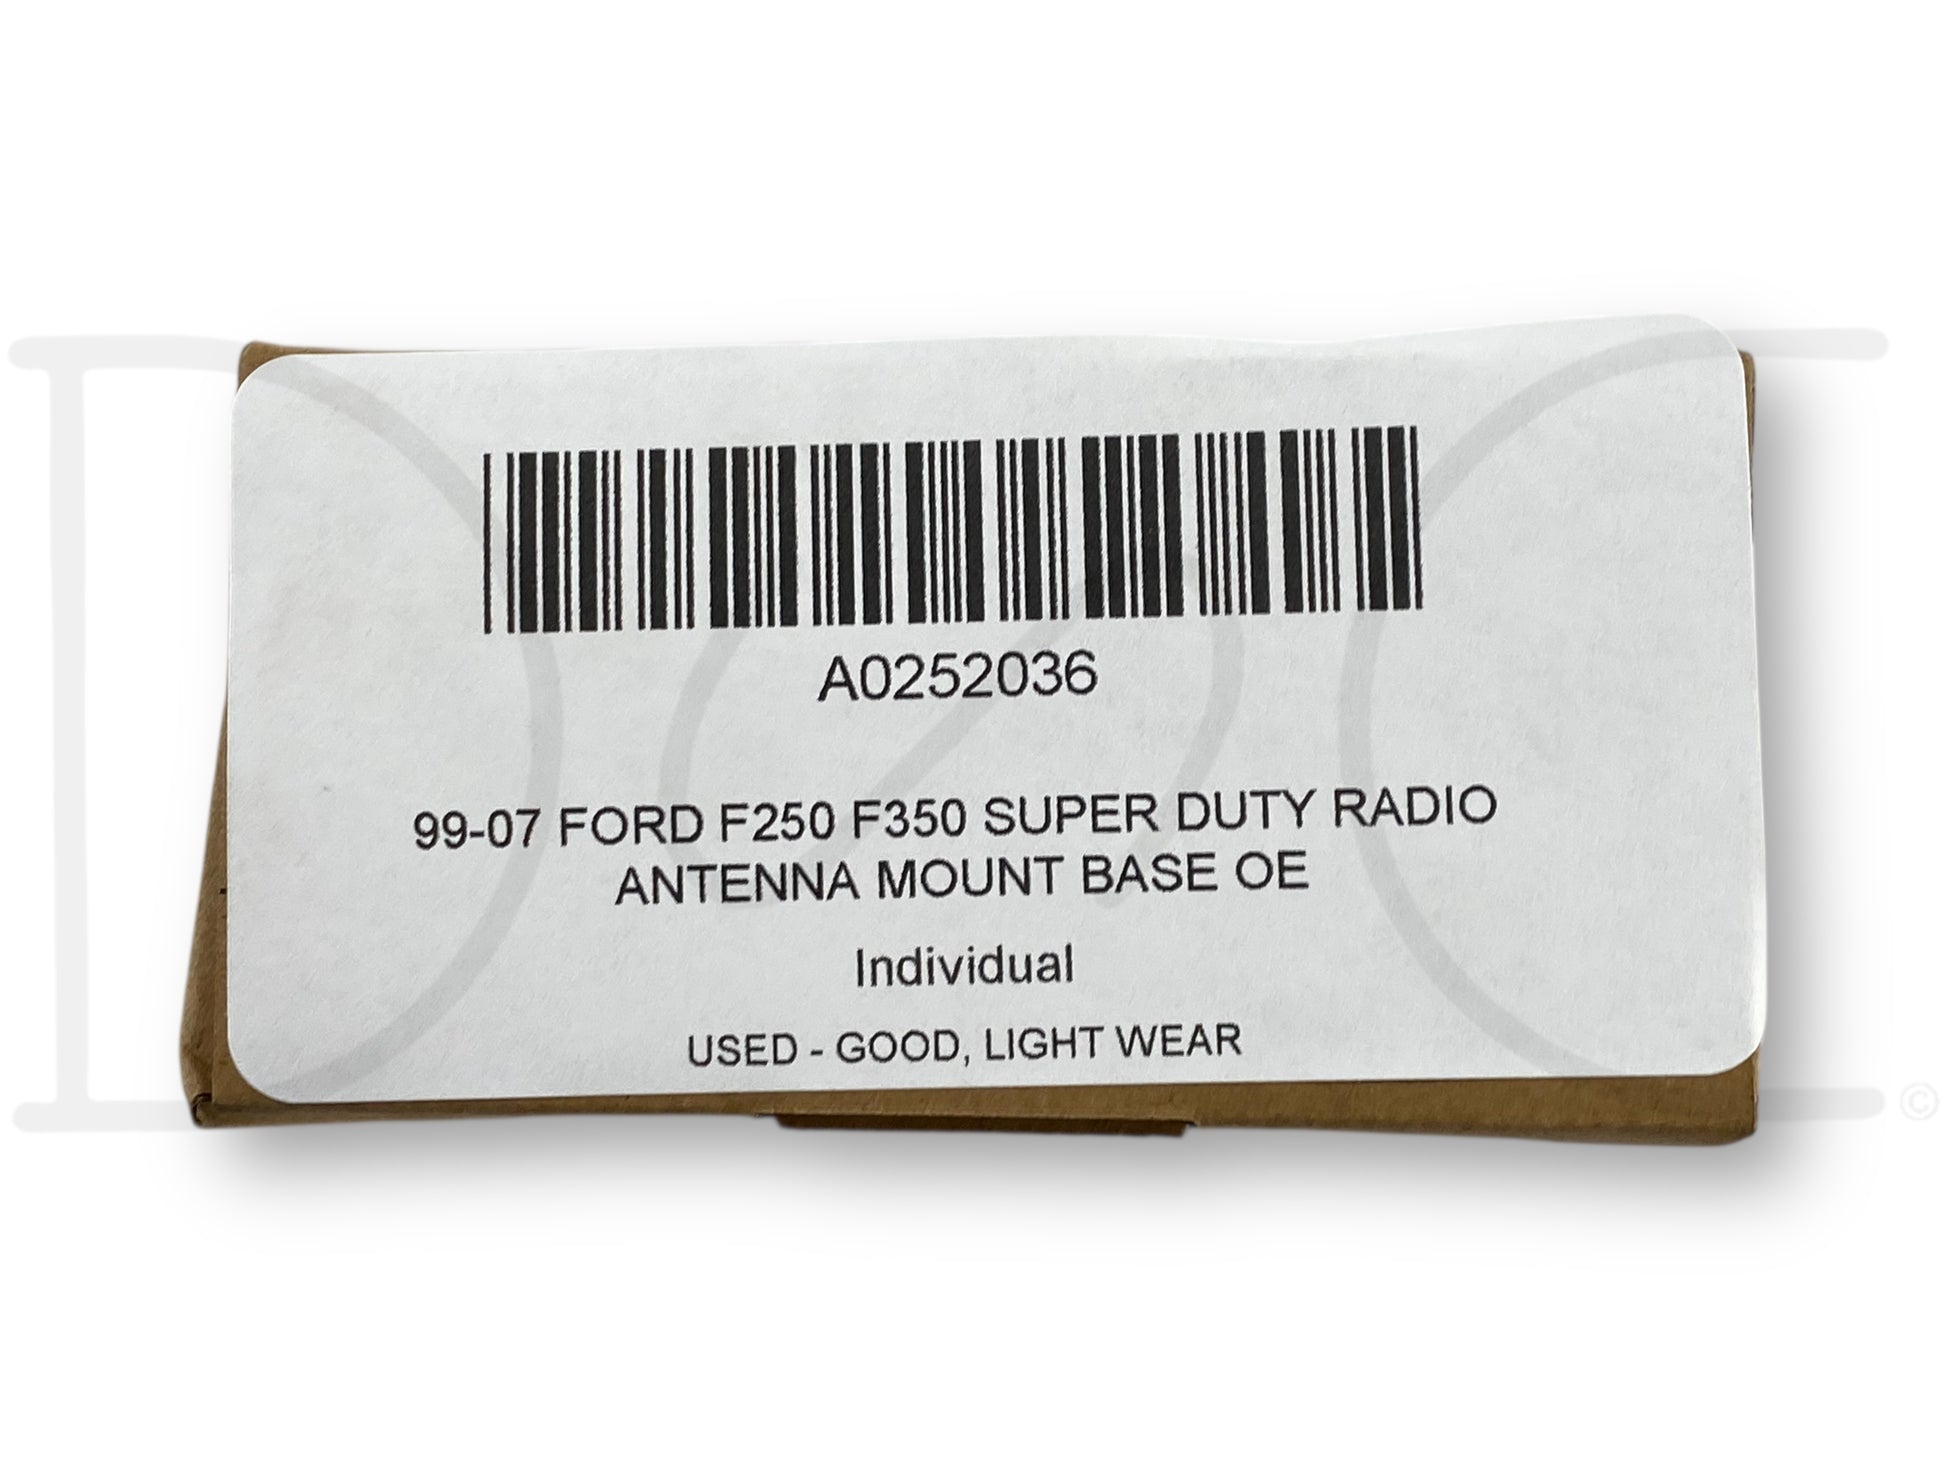 A0252036
99-07 FORD F250 F350 SUPER DUTY RADIO
ANTENNA MOUNT BASE OE
Individual
USED - GOOD, LIGHT WEAR
©